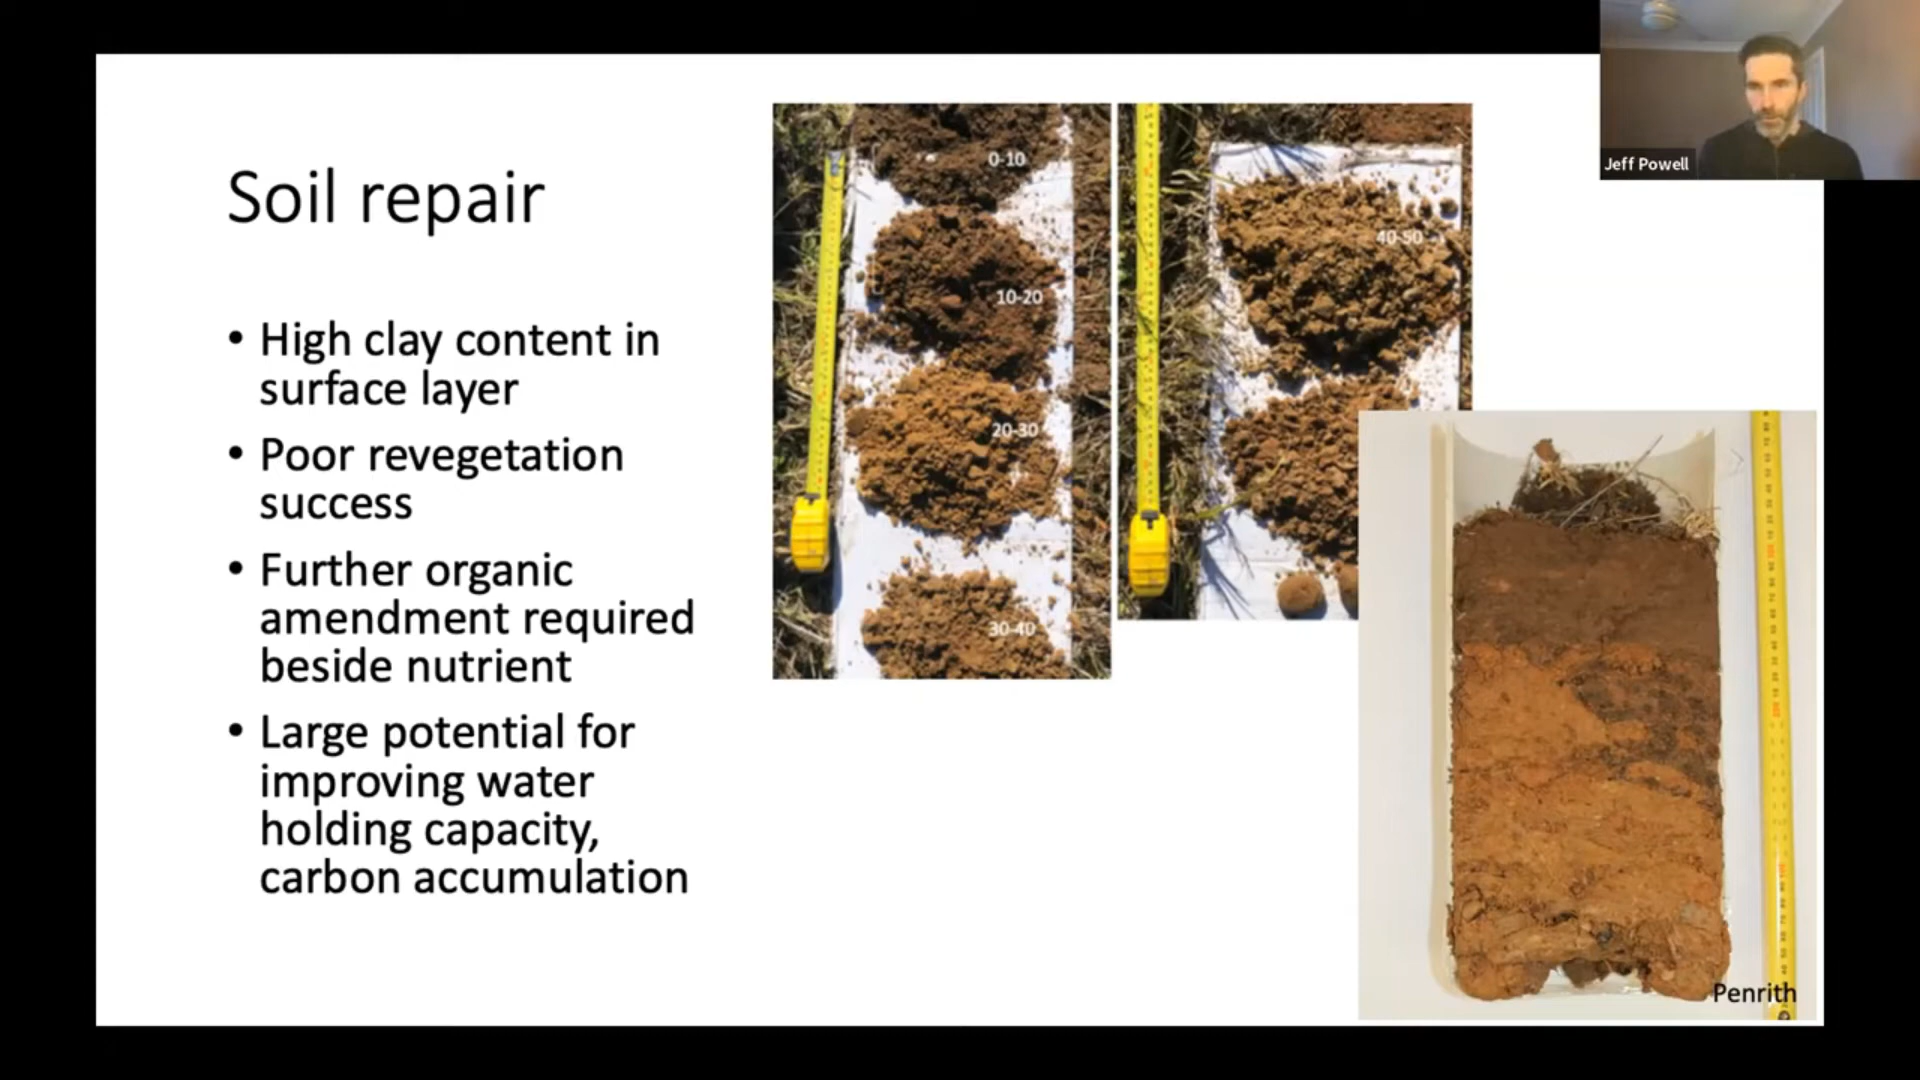 Jeff Powell
Soil repair
• High clay content in
surface layer
• Poor revegetation
success
• Further organic
amendment required
beside nutrient
• Large potential for
improving water
holding capacity,
carbon accumulation
0-10
10-20
20-30
30-40
40-50
Penrith